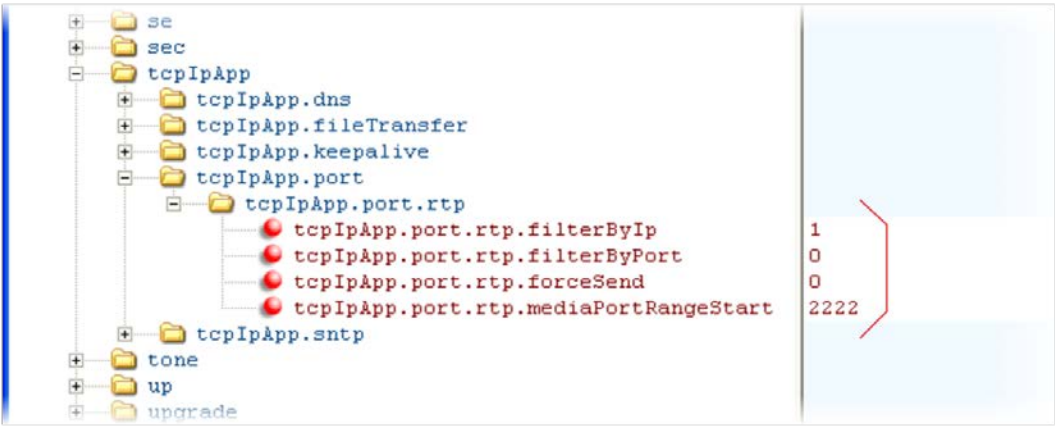 se
sec
tcpIpApp
tcpIpApp.dns
tcpIpApp.fileTransfer
tcpIpApp.keepalive
tcpIpApp.port
tcpIpApp.port.rtp
tcpIpApp.port.rtp.filterByIp 1
tcpIpApp.port.rtp.filterByPort 0
tcpIpApp.port.rtp.forceSend 0
tcpIpApp.port.rtp.mediaPortRangeStart 2222
tcpIpApp.sntp
tone
up
upgrade